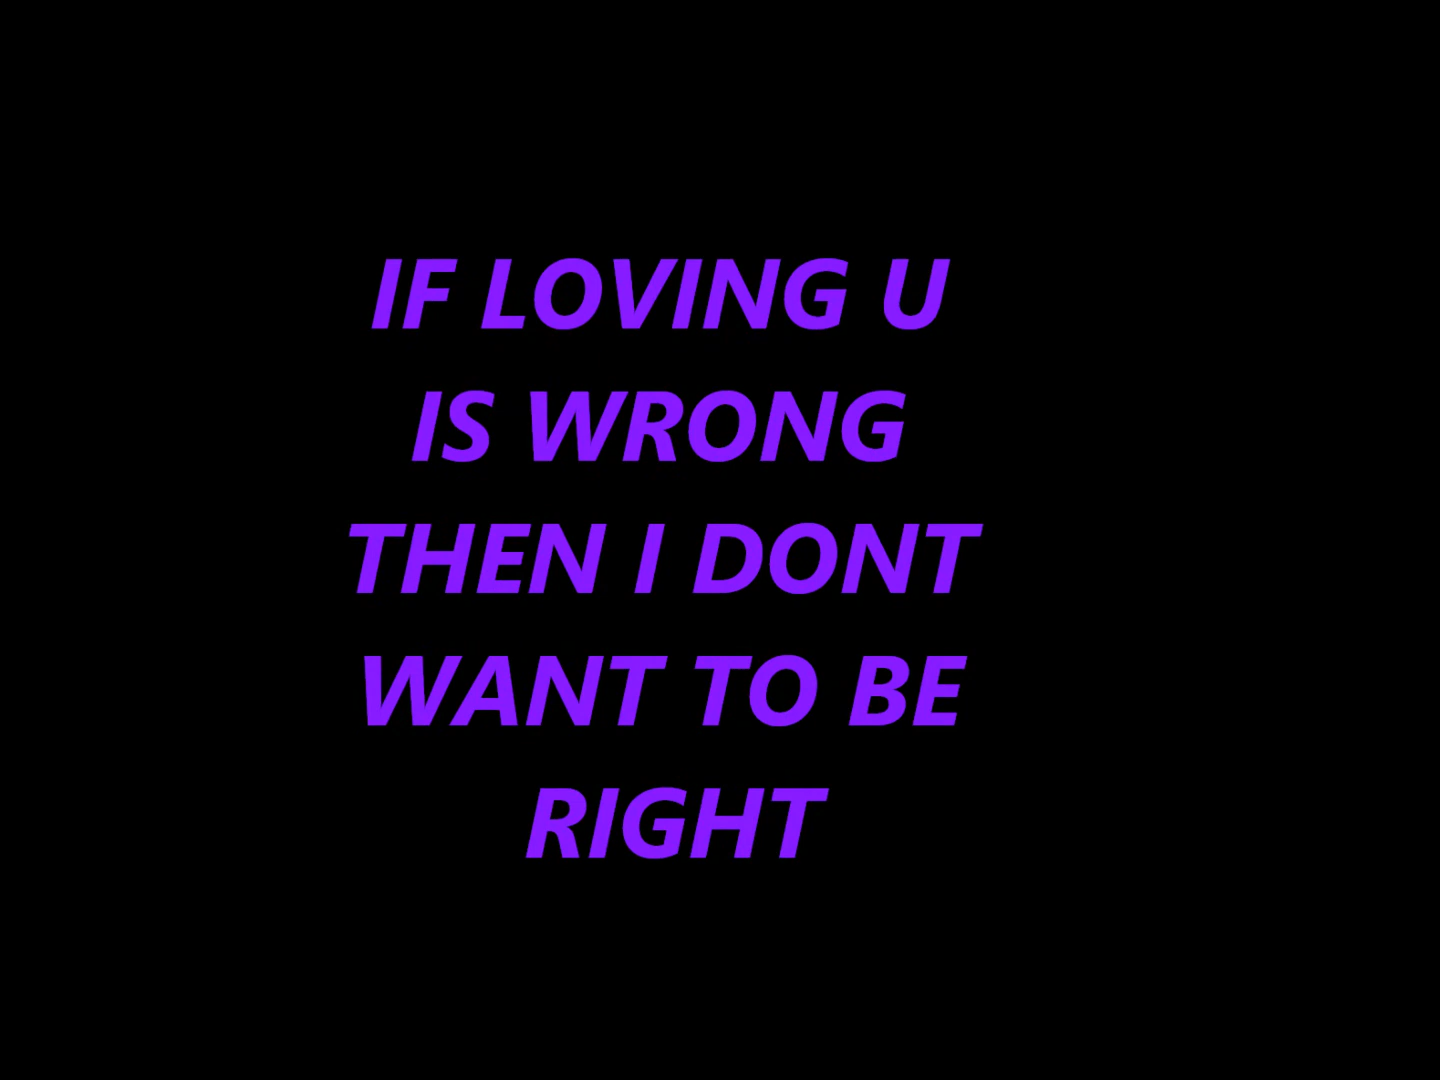 IF LOVING U
IS WRONG
THEN I DONT
WANT TO BE
RIGHT